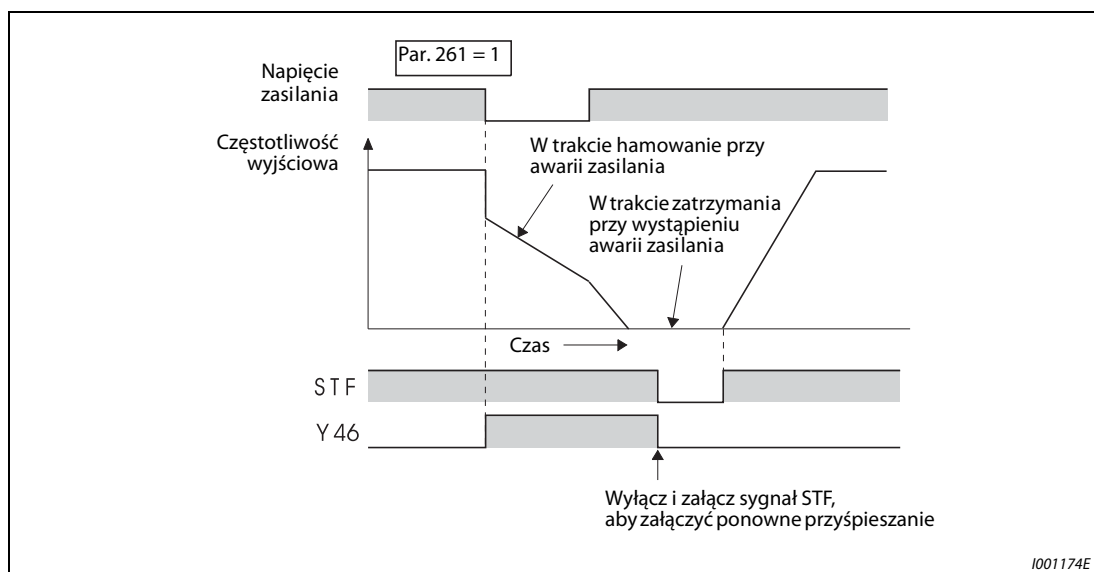 Par. 261 = 1
Napięcie
zasilania
Częstotliwość
wyjściowa
W trakcie hamowanie przy
awarii zasilania
W trakcie zatrzymania
przy wystąpieniu
awarii zasilania
Czas
STF
Y46
Wyłącz i załącz sygnał STF,
aby załączyć ponowne przyśpieszanie
I001174E